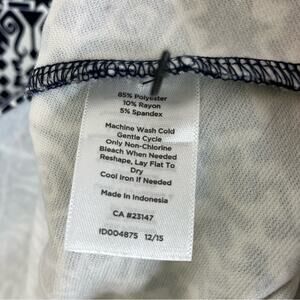 85% Polyester
10% Rayon
5% Spandex
Machine Wash Cold
Gentle Cycle
Only Non-Chlorine
Bleach When Needed
Reshape, Lay Flat To
Dry
Cool Iron If Needed
Made In Indonesia
CA #23147
ID004875 12/15